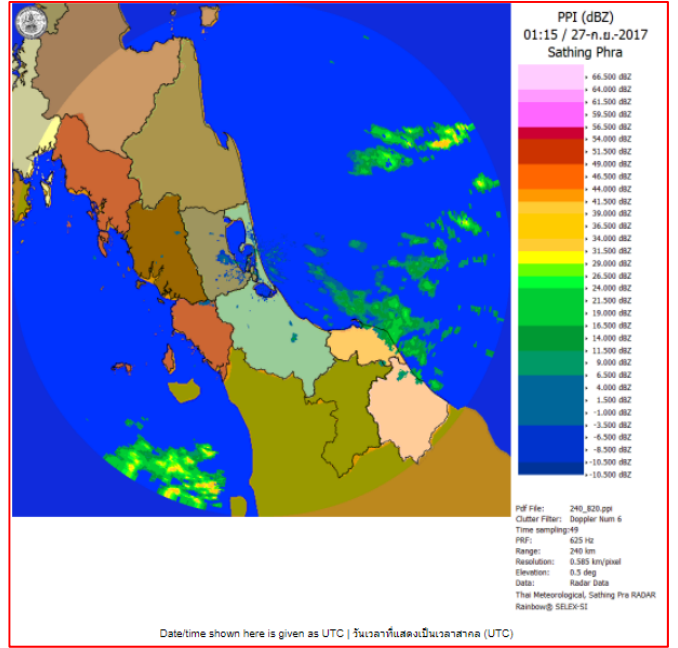 PPI (dBZ)
01:15 / 27-ก.ย.-2017
Sathing Phra
66.500 dBZ
64.000 dBZ
61.500 dBZ
59.500 dBZ
56.500 dBZ
54.000 dBZ
51.500 dBZ
49.000 dBZ
46.500 dBZ
44.000 dBZ
41.500 dBZ
39.000 dBZ
36.500 dBZ
34.000 dBZ
31.500 dBZ
29.000 dBZ
26.500 dBZ
24.000 dBZ
21.500 dBZ
19.000 dBZ
16.500 dBZ
14.000 dBZ
11.500 dBZ
9.000 dBZ
6.500 dBZ
4.000 dBZ
1.500 dBZ
-1.000 dBZ
-3.500 dBZ
-6.500 dBZ
-8.500 dBZ
-10.500 dBZ
-10.500 dBZ
Pdf File: 240_B20.ppi
Clutter Filter: Doppler Num 6
Time sampling:49
PRF: 625 Hz
Range: 240 km
Resolution: 0.585 km/pixel
Elevation: 0.5 deg
Data: Radar Data
Thai Meteorological, Sathing Pra RADAR
Rainbow® SELEX-SI
Date/time shown here is given as UTC | วันเวลาที่แสดงเป็นเวลาสากล (UTC)